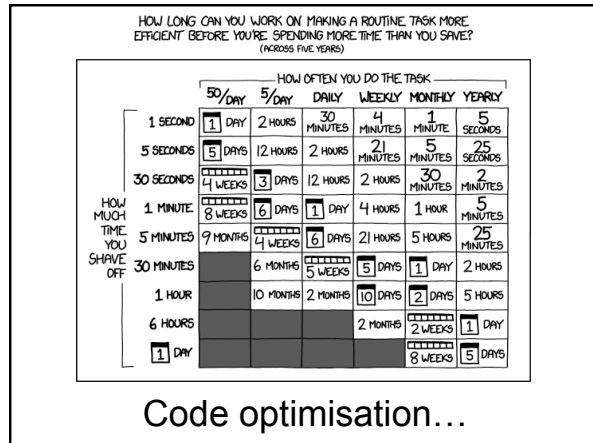 HOW LONG CAN YOU WORK ON MAKING A ROUTINE TASK MORE
EFFICIENT BEFORE YOU'RE SPENDING MORE TIME THAN YOU SAVE?
(ACROSS FIVE YEARS)
HOW OFTEN YOU DO THE TASK
50/DAY 5/DAY DAILY WEEKLY MONTHLY YEARLY
HOW MUCH TIME YOU SHAVE OFF
1 SECOND 1 DAY 2 HOURS 30 MINUTES 4 MINUTES 1 MINUTE 5 SECONDS
5 SECONDS 5 DAYS 12 HOURS 2 HOURS 21 MINUTES 5 MINUTES 25 SECONDS
30 SECONDS 4 WEEKS 3 DAYS 12 HOURS 2 HOURS 30 MINUTES 2 MINUTES
1 MINUTE 8 WEEKS 6 DAYS 1 DAY 4 HOURS 1 HOUR 5 MINUTES
5 MINUTES 9 MONTHS 4 WEEKS 6 DAYS 21 HOURS 5 HOURS 25 MINUTES
30 MINUTES 6 MONTHS 5 WEEKS 5 DAYS 1 DAY 2 HOURS
1 HOUR 10 MONTHS 2 MONTHS 10 DAYS 2 DAYS 5 HOURS
6 HOURS 2 MONTHS 2 WEEKS 1 DAY
1 DAY 8 WEEKS 5 DAYS
Code optimisation…